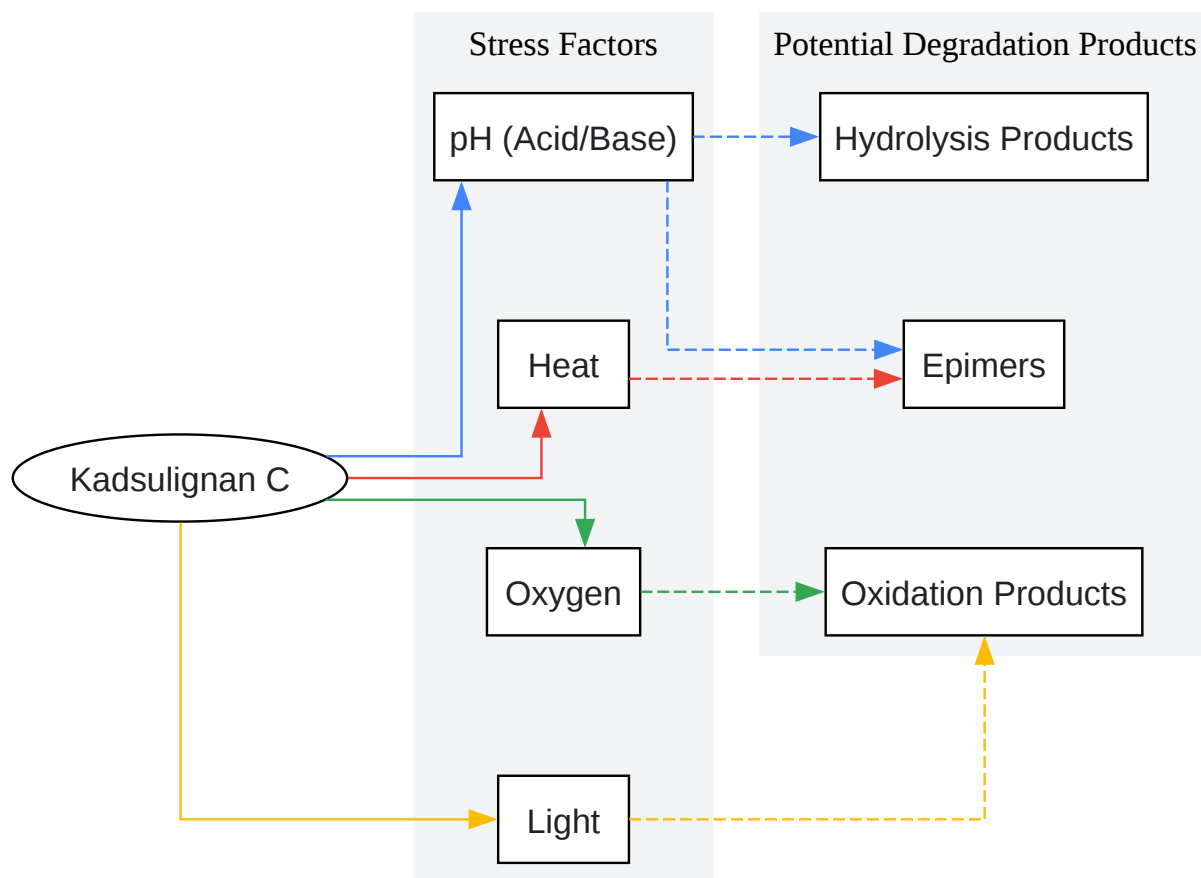 Stress Factors
Potential Degradation Products
pH (Acid/Base)
Hydrolysis Products
Heat
Epimers
Kadsulignan C
Oxygen
Oxidation Products
Light